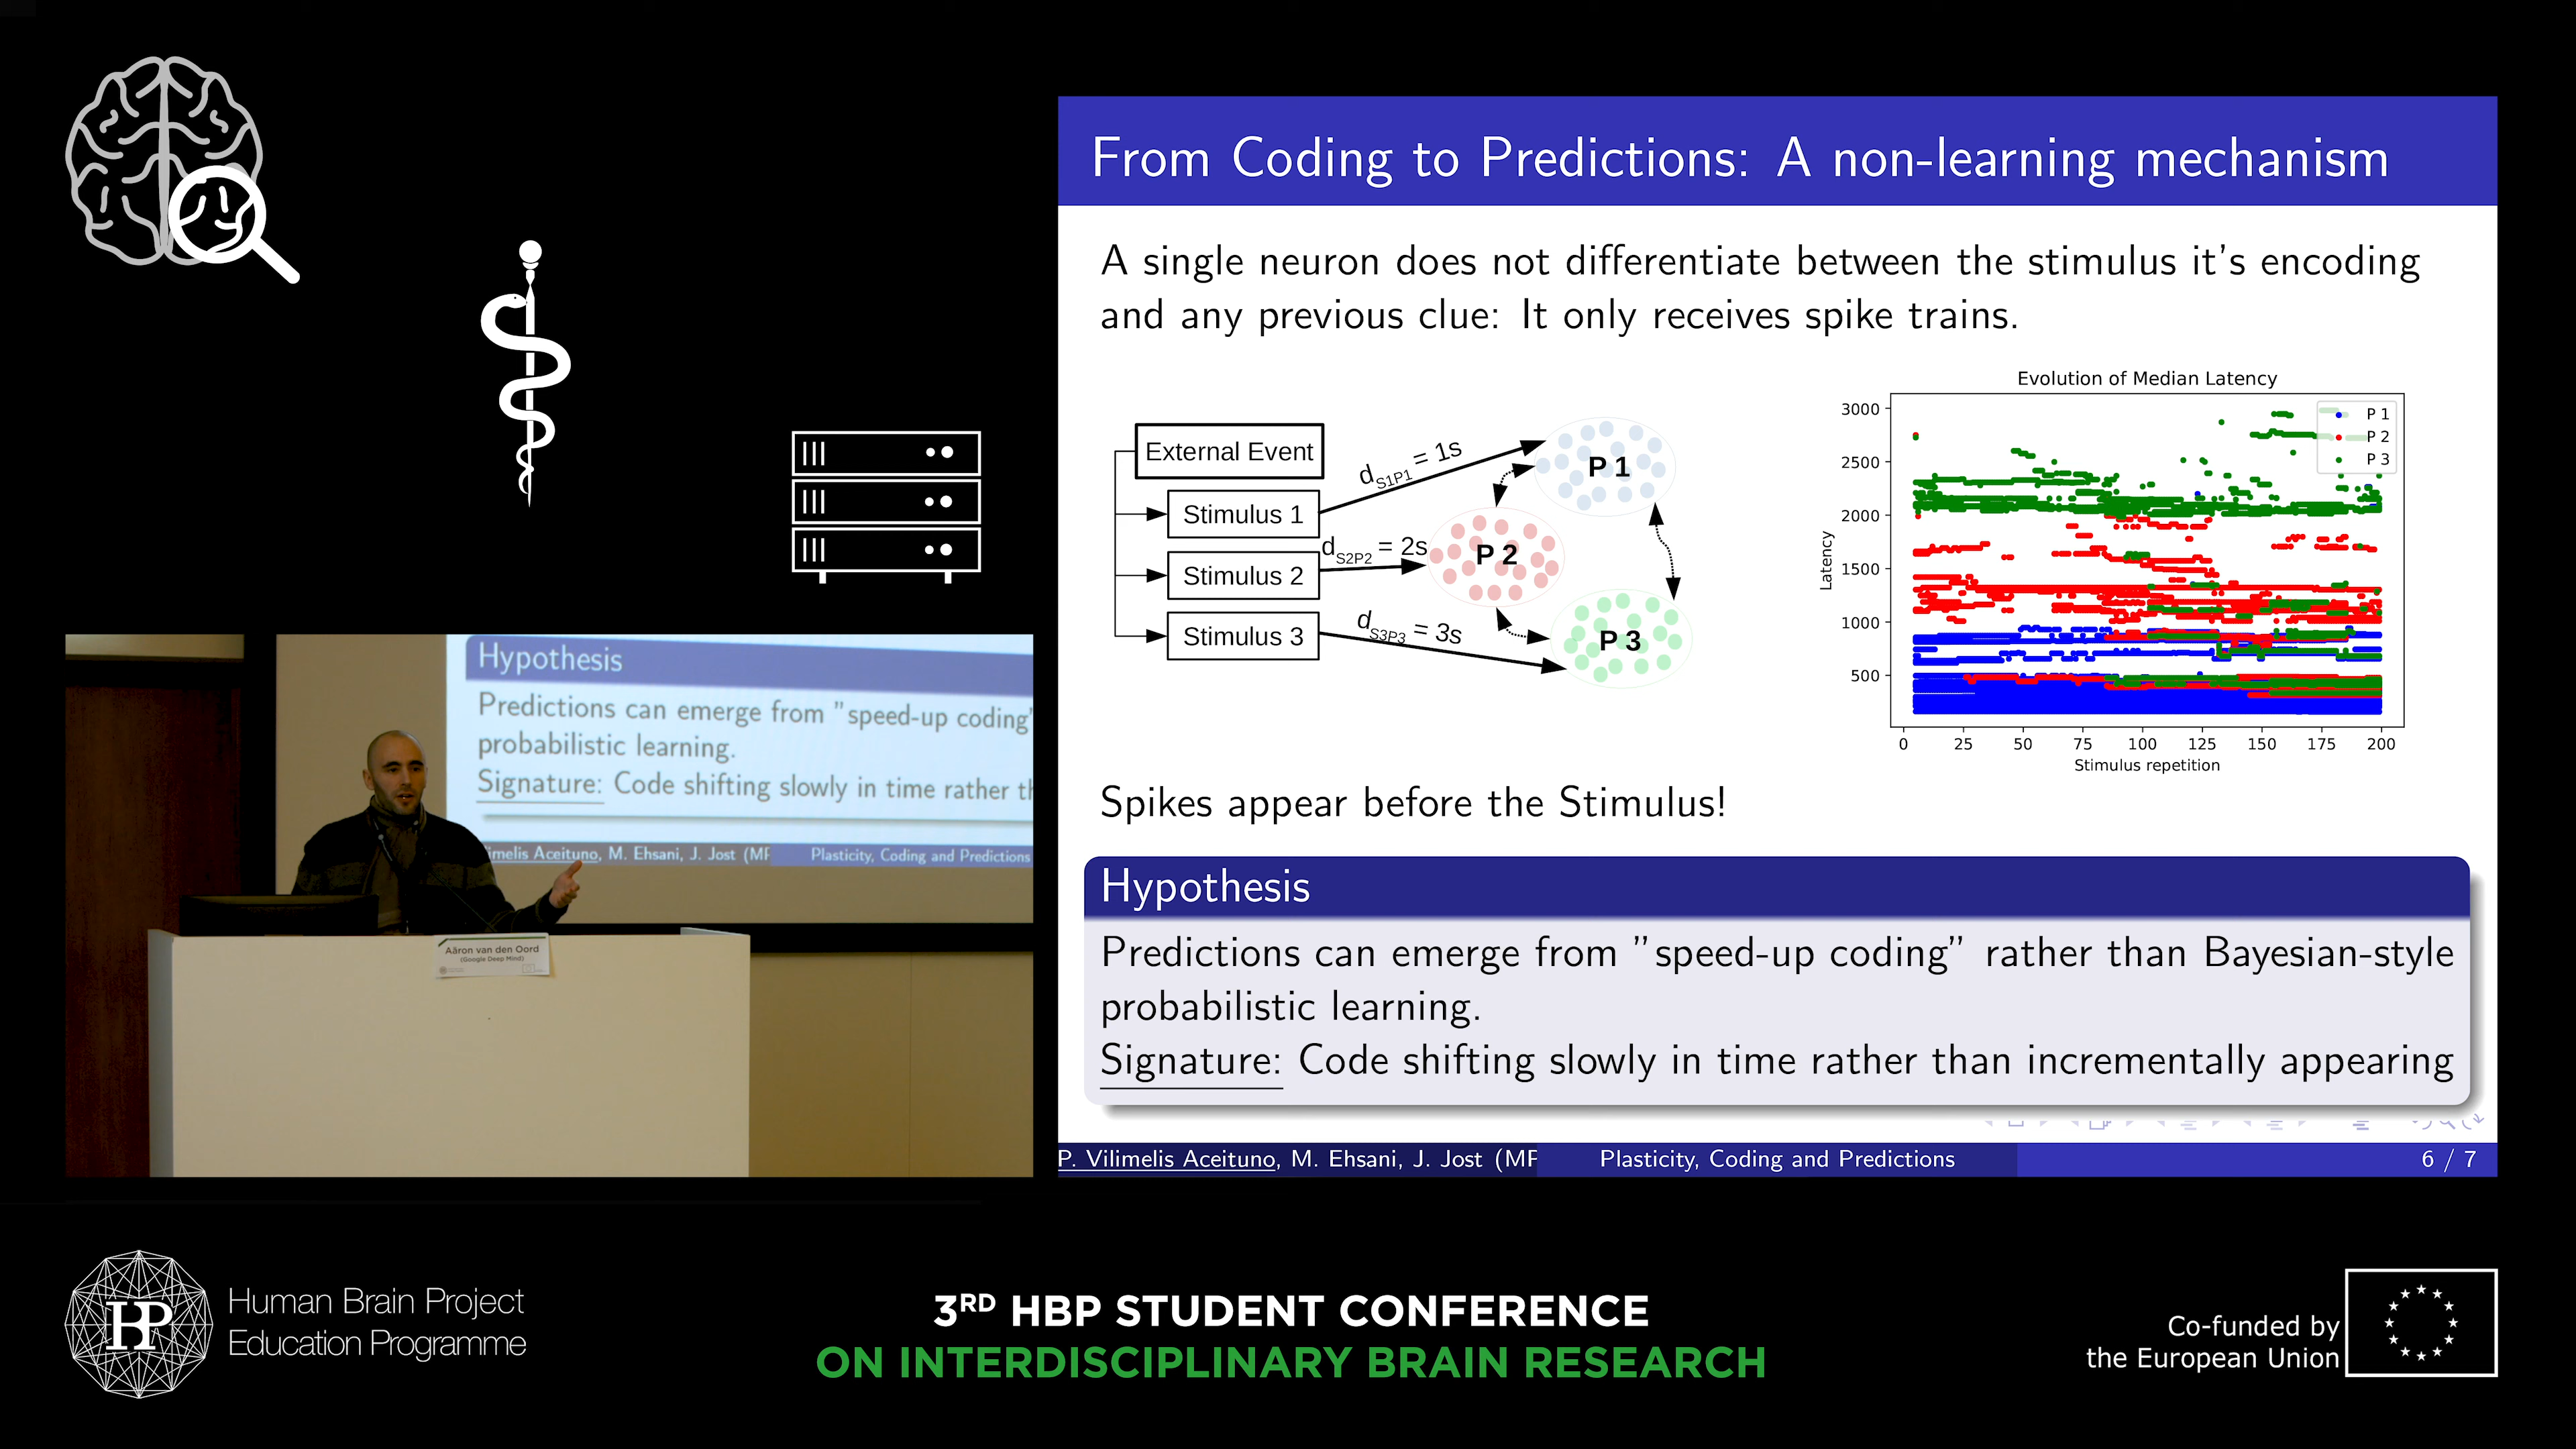 From Coding to Predictions: A non-learning mechanism
A single neuron does not differentiate between the stimulus it's encoding
and any previous clue: It only receives spike trains.
External Event
Stimulus 1
Stimulus 2
Stimulus 3
dS1P1 = 1s
dS2P2 = 2s
dS3P3 = 3s
P 1
P 2
P 3
Evolution of Median Latency
P 1
P 2
P 3
Latency
3000
2500
2000
1500
1000
500
0 25 50 75 100 125 150 175 200
Stimulus repetition
Spikes appear before the Stimulus!
Hypothesis
Predictions can emerge from "speed-up coding" rather than Bayesian-style
probabilistic learning.
Signature: Code shifting slowly in time rather than incrementally appearing
P. Vilimelis Aceituno, M. Ehsani, J. Jost (MP
Plasticity, Coding and Predictions
6 / 7
Hypothesis
Predictions can emerge from "speed-up coding"
probabilistic learning.
Signature: Code shifting slowly in time rather th
imelis Aceituno, M. Ehsani, J. Jost (MP
Plasticity, Coding and Predictions
Aäron van den Oord
(Google Deep Mind)
HBP
Human Brain Project
Education Programme
3RD HBP STUDENT CONFERENCE
ON INTERDISCIPLINARY BRAIN RESEARCH
Co-funded by
the European Union